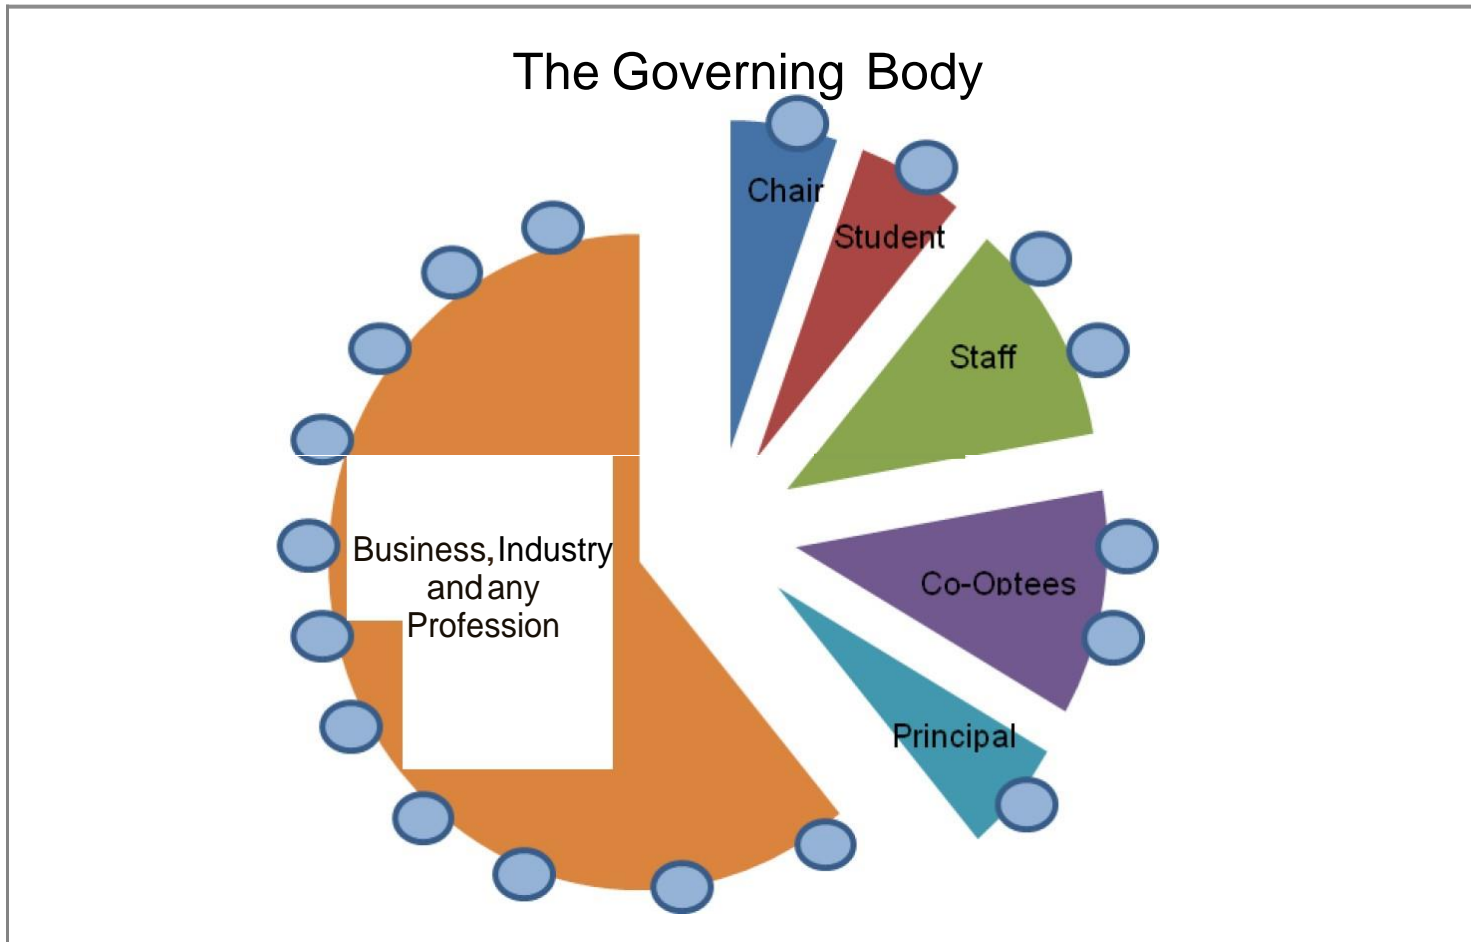 The Governing Body
Chair
Student
Staff
Business, Industry
and any
Profession
Co-Optees
Principal